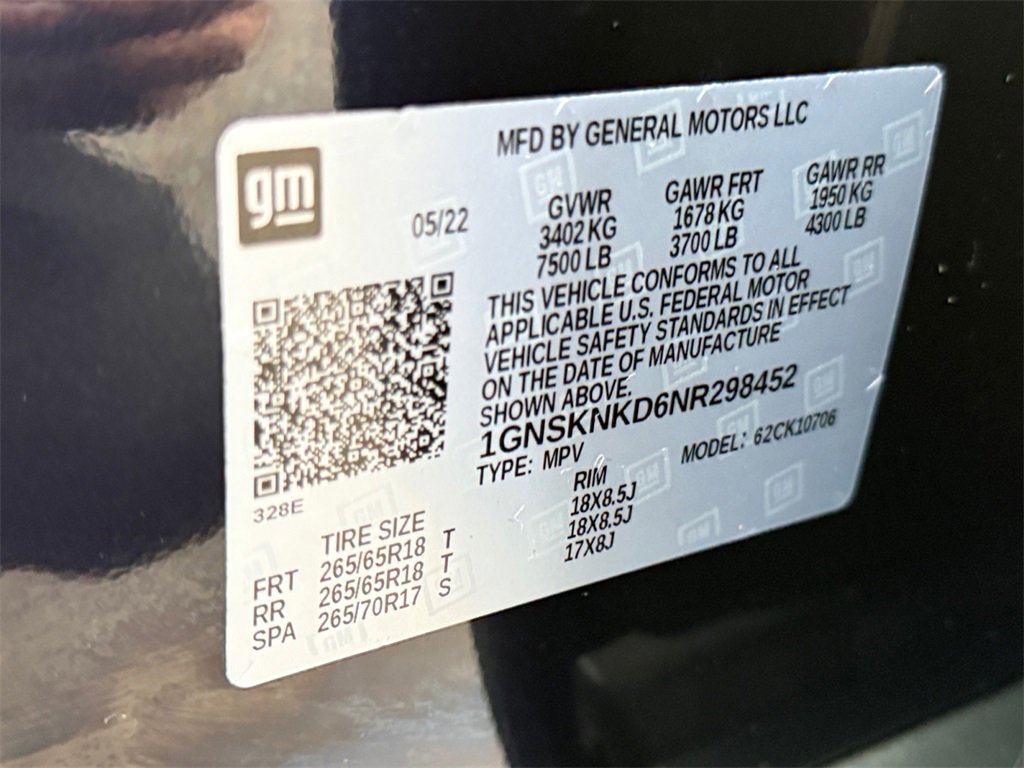 gm
MFD BY GENERAL MOTORS LLC
05/22
GVWR GAWR FRT GAWR RR
3402 KG 1678 KG 1950 KG
7500 LB 3700 LB 4300 LB
THIS VEHICLE CONFORMS TO ALL
APPLICABLE U.S. FEDERAL MOTOR
VEHICLE SAFETY STANDARDS IN EFFECT
ON THE DATE OF MANUFACTURE
SHOWN ABOVE.
1GNSKNKD6NR298452
TYPE: MPV MODEL: 62CK10706
328E
TIRE SIZE RIM
FRT 265/65R18 T 18X8.5J
RR 265/65R18 T 18X8.5J
SPA 265/70R17 S 17X8J